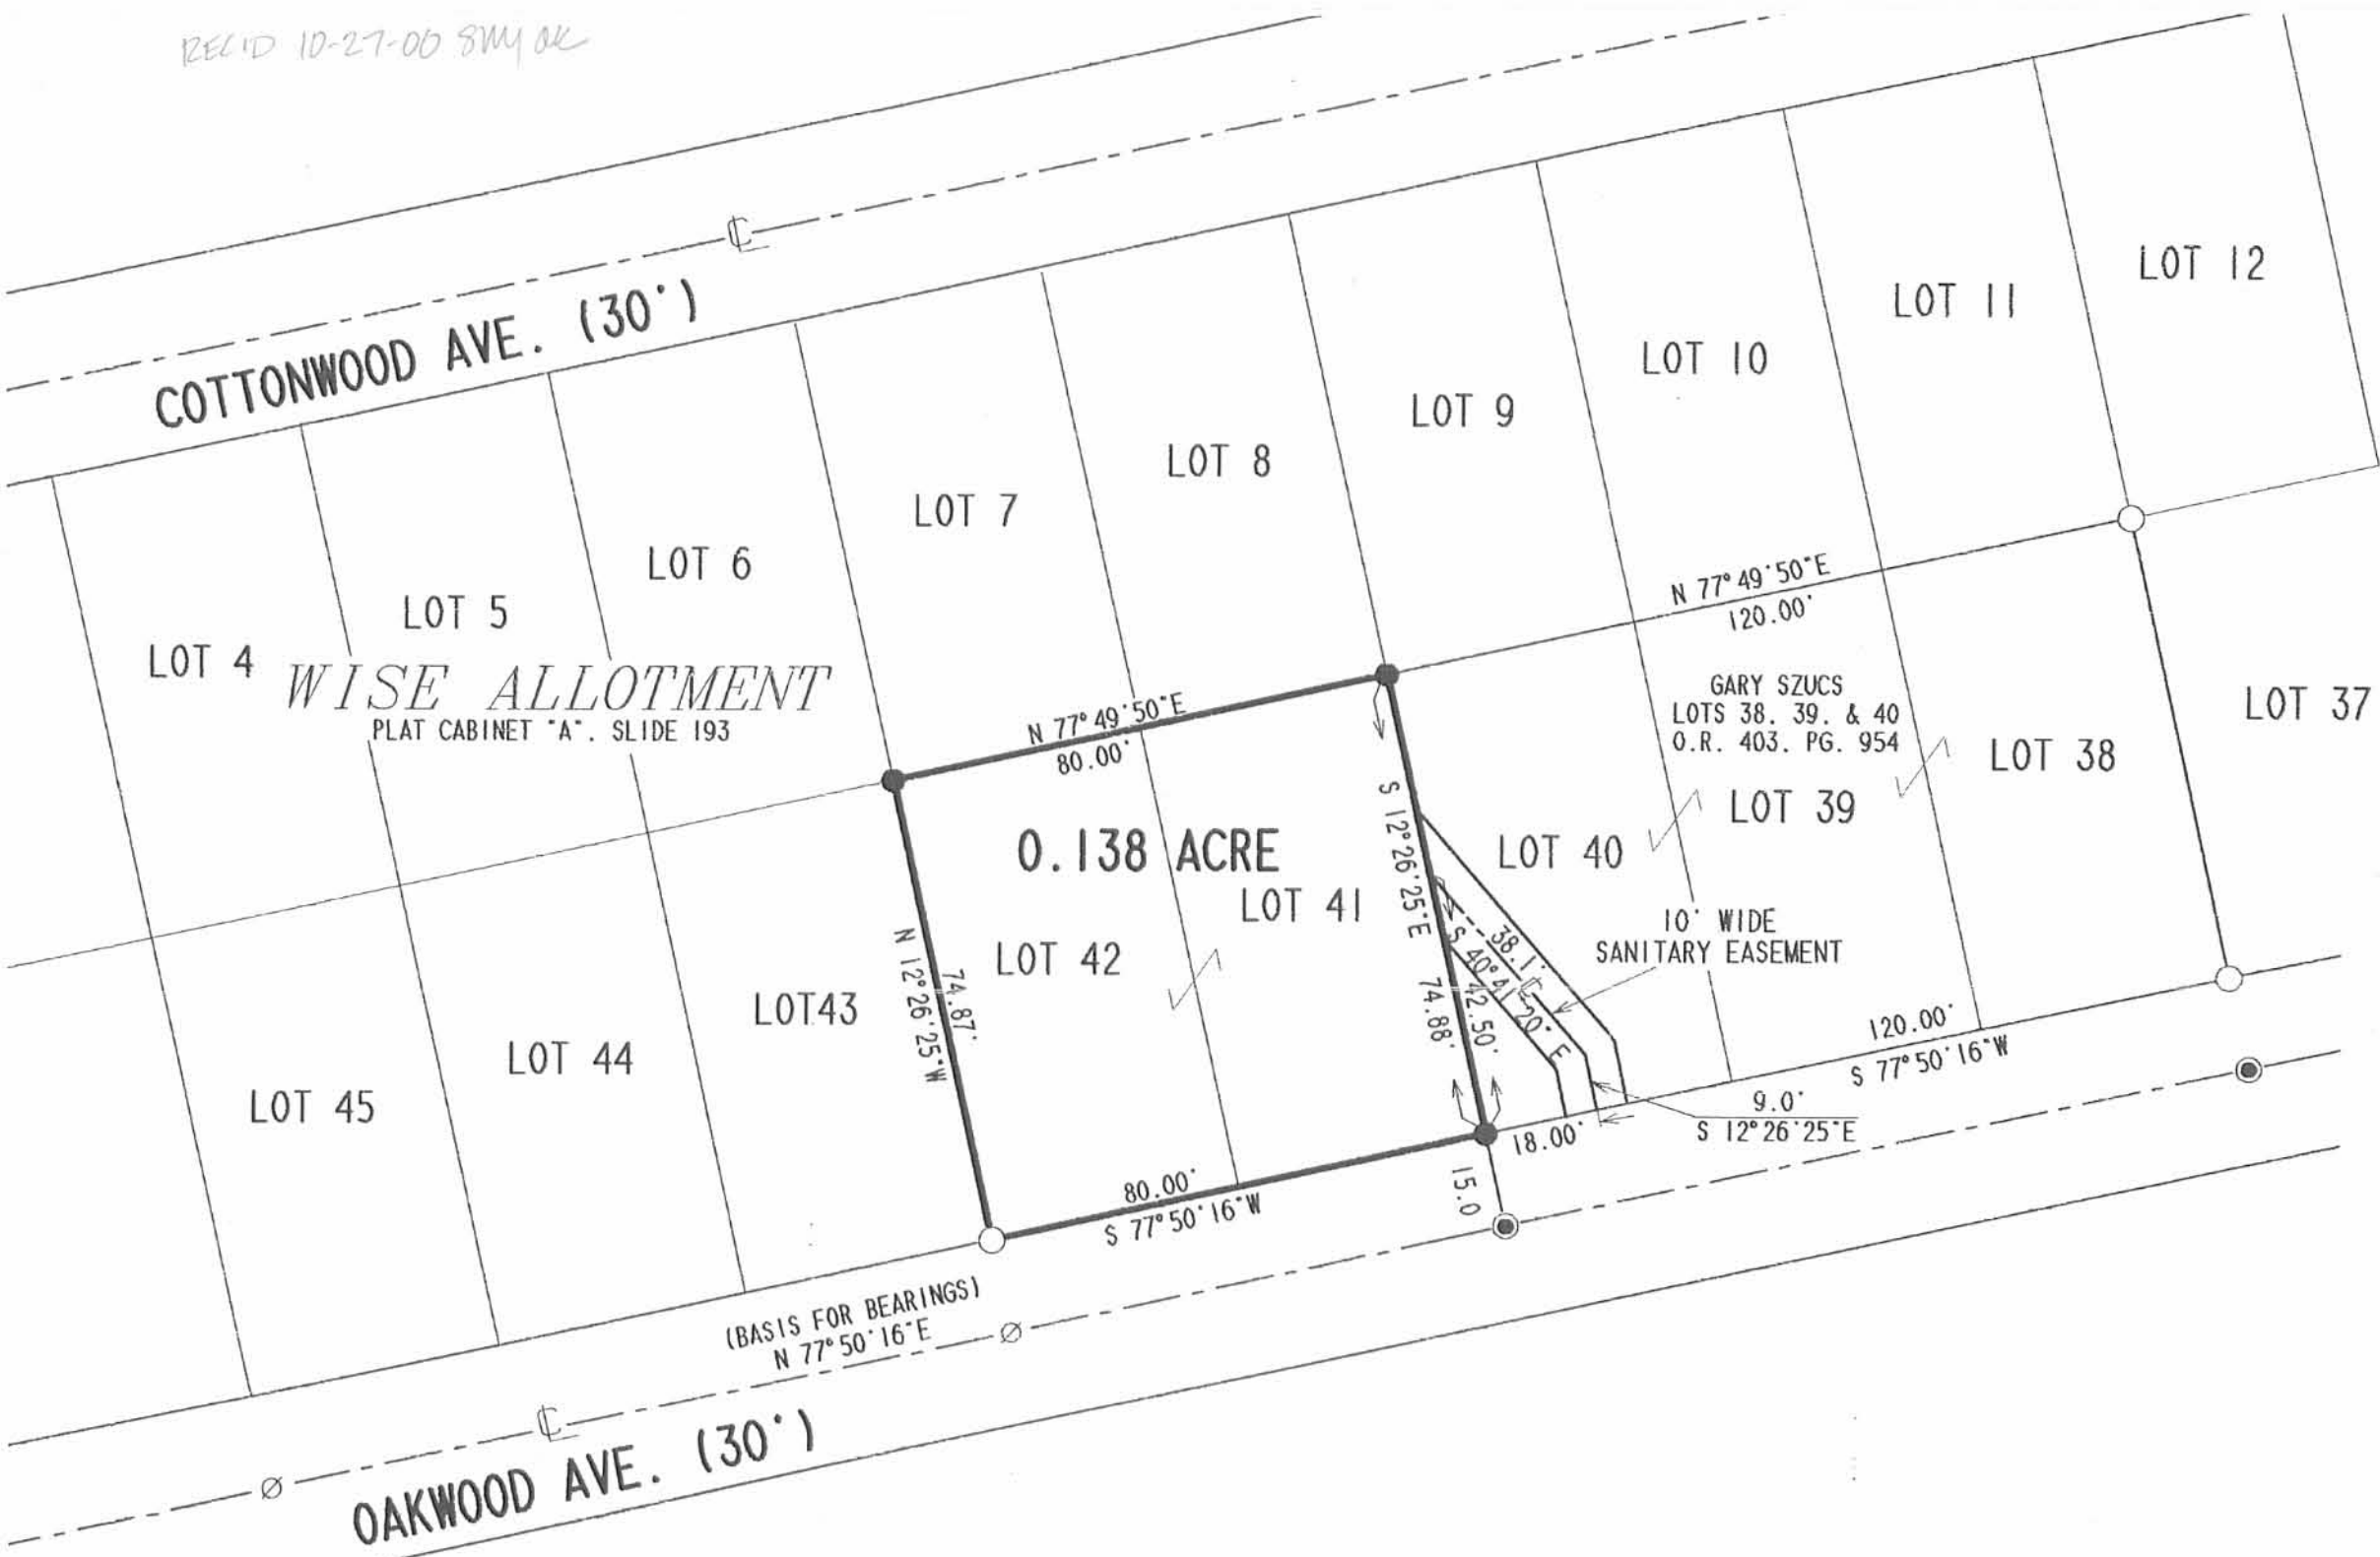 REC'D 10-27-00
COTTONWOOD AVE. (30')
LOT 4
LOT 5
LOT 6
LOT 7
LOT 8
LOT 9
LOT 10
LOT 11
LOT 12
WISE ALLOTMENT
PLAT CABINET "A". SLIDE 193
N 77°49'50"E
80.00'
N 77°49'50"E
120.00'
GARY SZUCS
LOTS 38. 39. & 40
O.R. 403. PG. 954
LOT 37
LOT 38
LOT 39
LOT 40
0.138 ACRE
LOT 41
LOT 42
LOT43
LOT 44
LOT 45
N 12°26'25"W
74.87'
S 12°26'25"E
74.88'
42.50'
38.1'
S 40°41'20" E
10' WIDE
SANITARY EASEMENT
120.00'
S 77°50'16"W
9.0'
S 12°26'25"E
18.00'
15.0
80.00'
S 77°50'16"W
(BASIS FOR BEARINGS)
N 77°50'16"E
OAKWOOD AVE. (30')